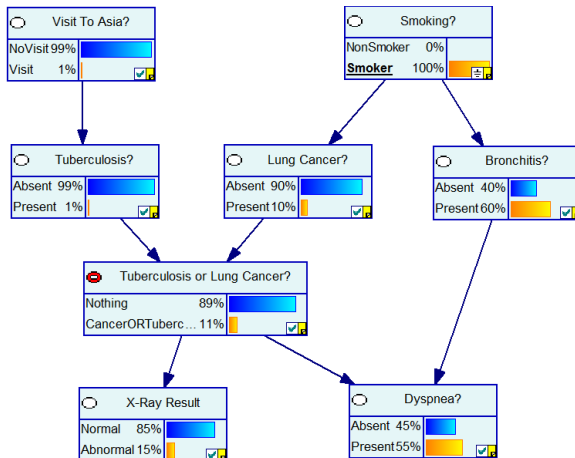 Visit To Asia?
NoVisit 99%
Visit 1%
Smoking?
NonSmoker 0%
Smoker 100%
Tuberculosis?
Absent 99%
Present 1%
Lung Cancer?
Absent 90%
Present 10%
Bronchitis?
Absent 40%
Present 60%
Tuberculosis or Lung Cancer?
Nothing 89%
CancerORTuberc... 11%
X-Ray Result
Normal 85%
Abnormal 15%
Dyspnea?
Absent 45%
Present 55%